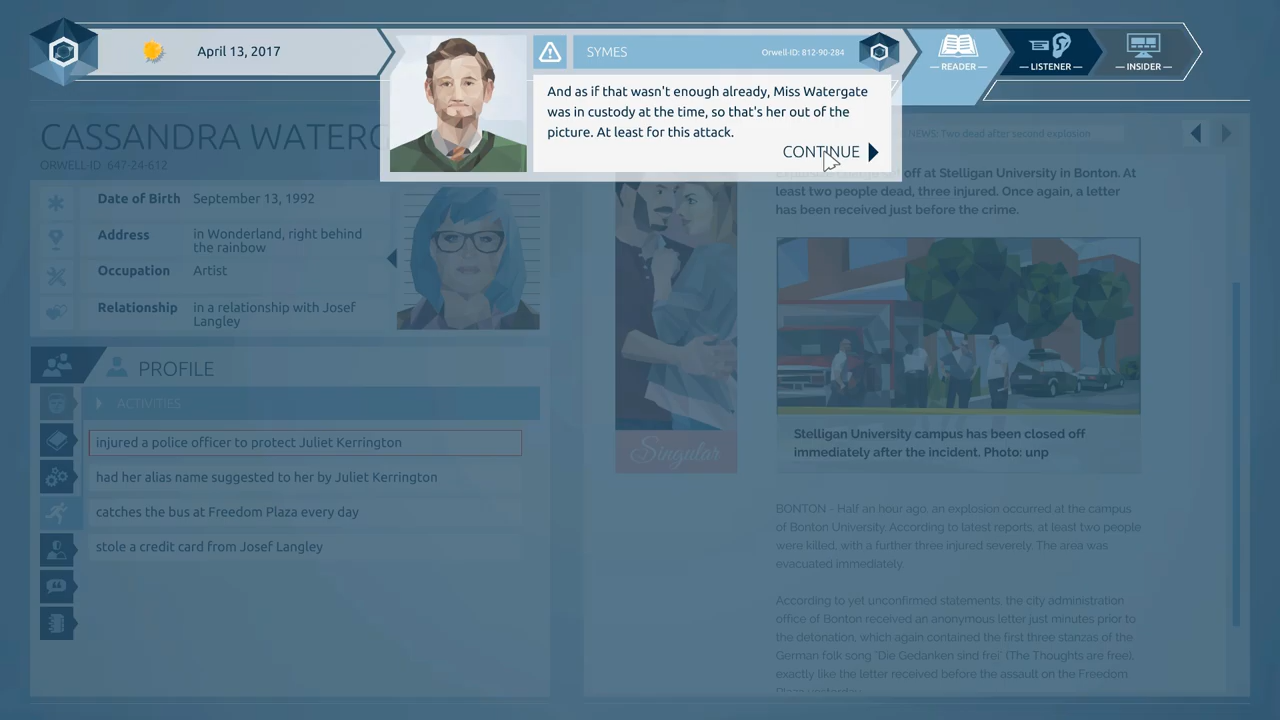 April 13, 2017
SYMES
Orwell-ID: 812-90-284
And as if that wasn't enough already, Miss Watergate
was in custody at the time, so that's her out of the
picture. At least for this attack.
CONTINUE
READER
LISTENER
INSIDER
CASSANDRA WATERG
ORWELL-ID 647-24-612
Date of Birth September 13, 1992
Address in Wonderland, right behind
the rainbow
Occupation Artist
Relationship in a relationship with Josef
Langley
PROFILE
ACTIVITIES
injured a police officer to protect Juliet Kerrington
had her alias name suggested to her by Juliet Kerrington
catches the bus at Freedom Plaza every day
stole a credit card from Josef Langley
NEWS: Two dead after second explosion
off at Stelligan University in Bonton. At
least two people dead, three injured. Once again, a letter
has been received just before the crime.
Singular
Stelligan University campus has been closed off
immediately after the incident. Photo: unp
BONTON - Half an hour ago, an explosion occurred at the campus
of Bonton University. According to latest reports, at least two people
were killed, with a further three injured severely. The area was
evacuated immediately.
According to yet unconfirmed statements, the city administration
office of Bonton received an anonymous letter just minutes prior to
the detonation, which again contained the first three stanzas of the
German folk song "Die Gedanken sind frei" (The Thoughts are free),
exactly like the letter received before the assault on the Freedom
Plaza yesterday.